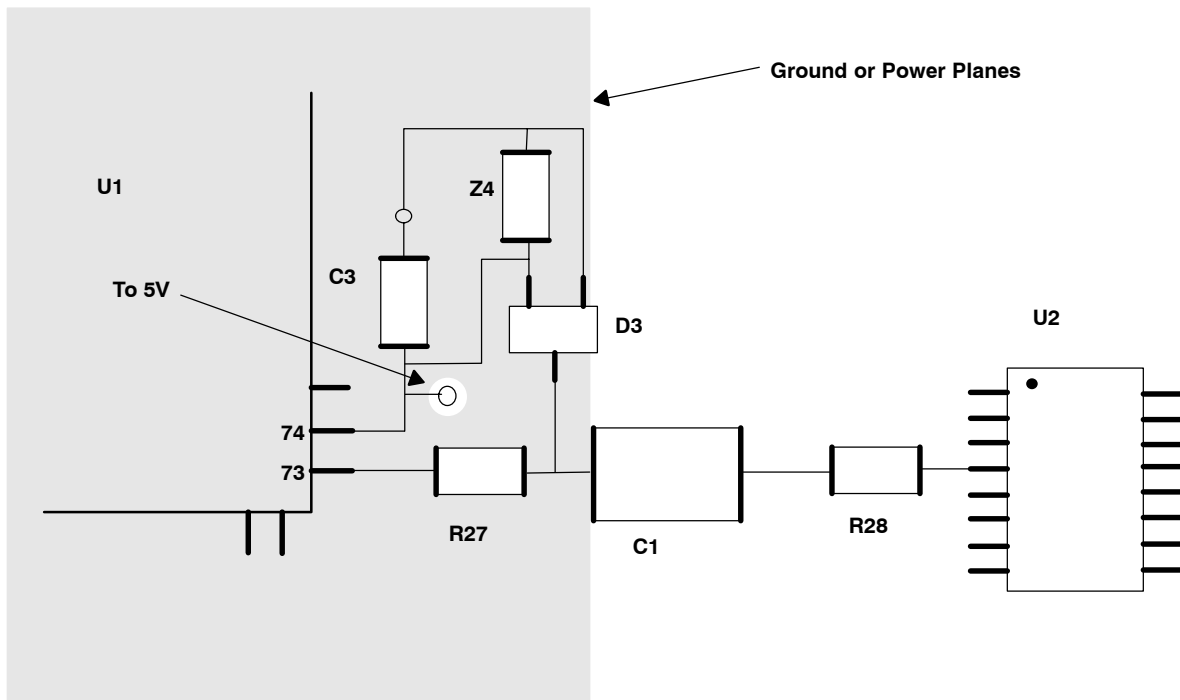 Ground or Power Planes
U1
Z4
C3
To 5V
D3
U2
74
73
R27
C1
R28